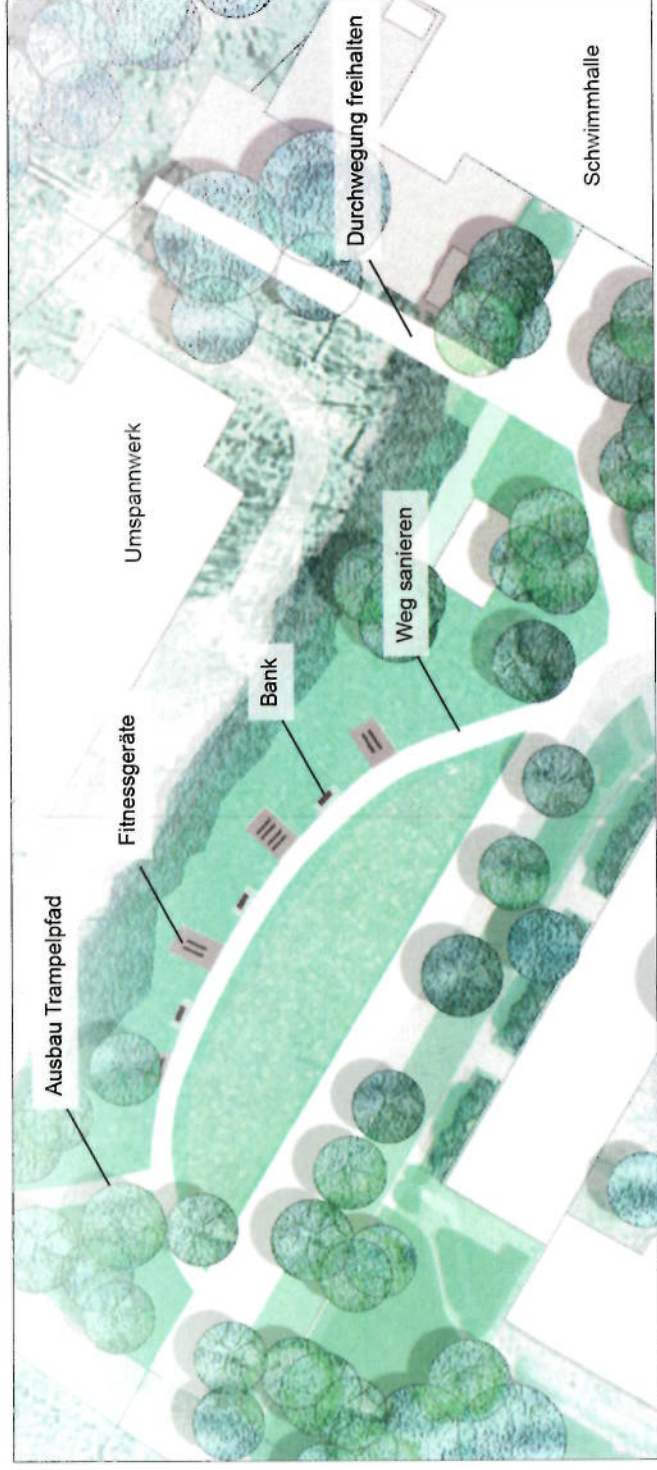 Ausbau Trampelpfad
Fitnessgeräte
Umspannwerk
Bank
Weg sanieren
Durchwegung freihalten
Schwimmhalle